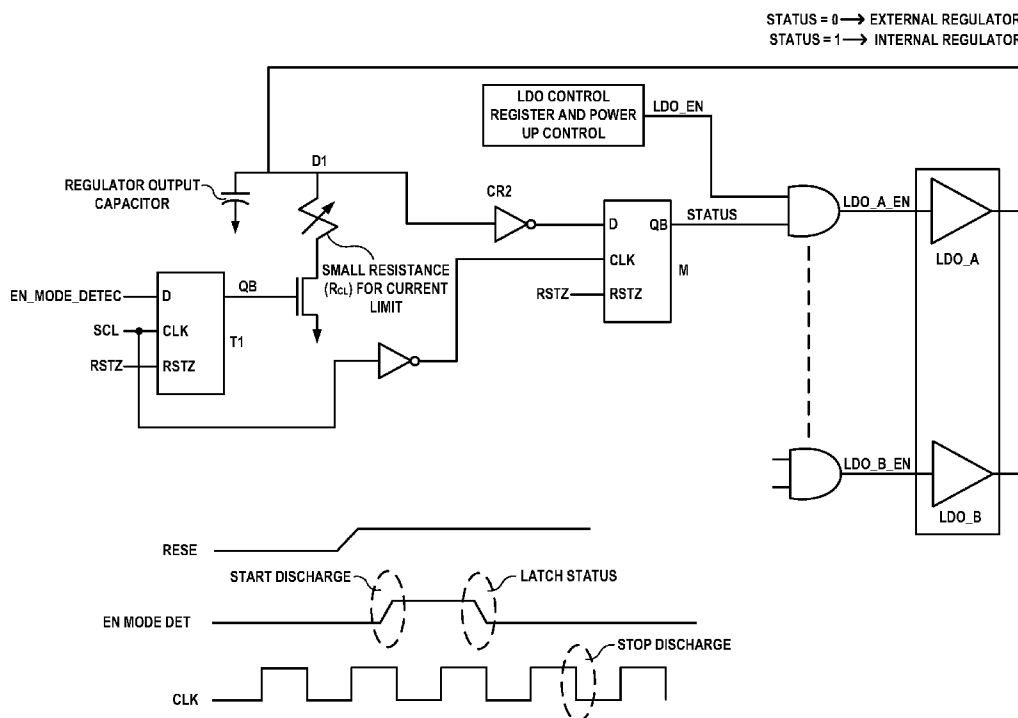 STATUS = 0 → EXTERNAL REGULATOR
STATUS = 1 → INTERNAL REGULATOR
LDO CONTROL
REGISTER AND POWER
UP CONTROL
LDO_EN
D1
REGULATOR OUTPUT
CAPACITOR
CR2
D
QB
STATUS
LDO_A_EN
LDO_A
CLK
M
RSTZ
RSTZ
SMALL RESISTANCE
(RCL) FOR CURRENT
LIMIT
EN_MODE_DETEC
D
QB
SCL
CLK
T1
RSTZ
RSTZ
LDO_B_EN
LDO_B
RESE
START DISCHARGE
LATCH STATUS
EN MODE DET
STOP DISCHARGE
CLK